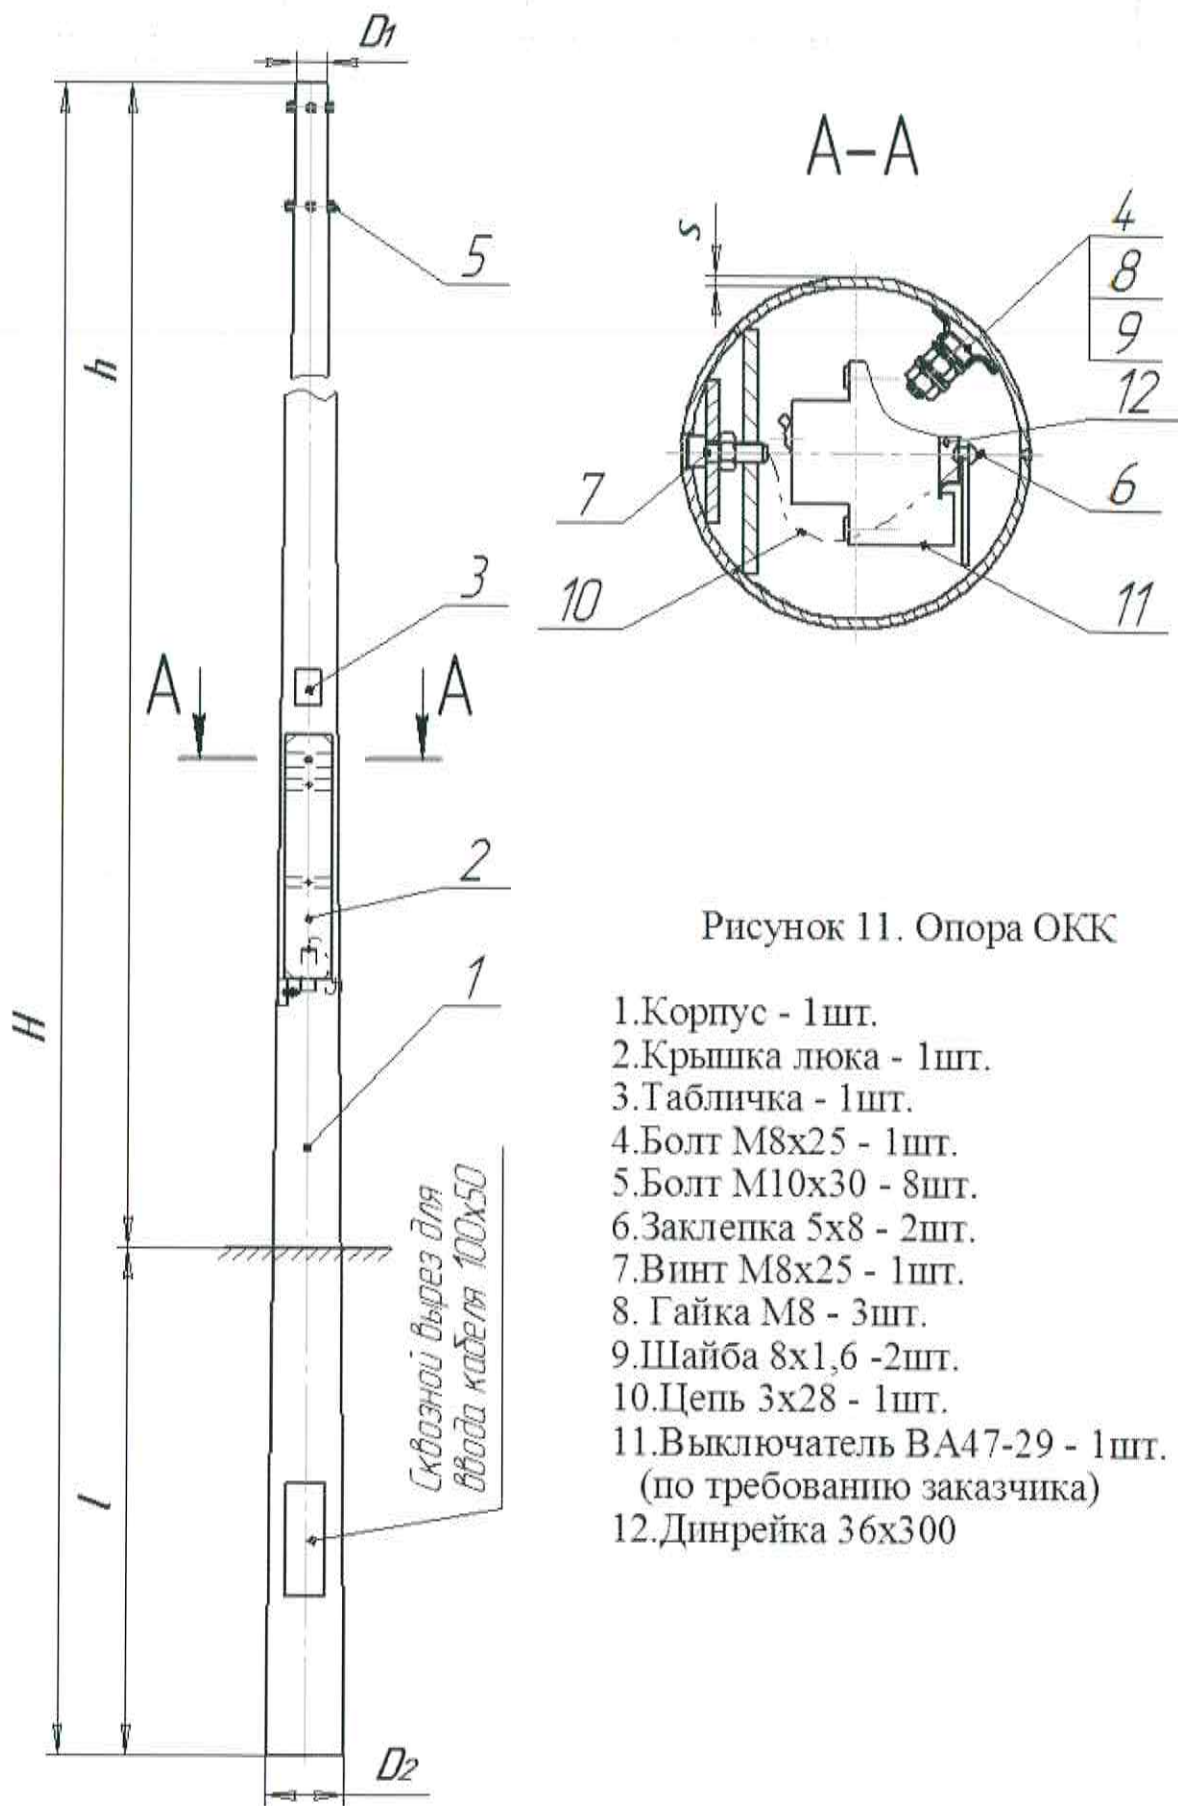 D1
А-А
s
4
8
9
12
6
5
7
h
10
11
3
А
А
2
1
H
Рисунок 11. Опора ОКК
1.Корпус - 1шт.
2.Крышка люка - 1шт.
3.Табличка - 1шт.
4.Болт М8х25 - 1шт.
5.Болт М10х30 - 8шт.
6.Заклепка 5х8 - 2шт.
7.Винт М8х25 - 1шт.
8. Гайка М8 - 3шт.
9.Шайба 8х1,6 -2шт.
10.Цепь 3х28 - 1шт.
11.Выключатель ВА47-29 - 1шт.
(по требованию заказчика)
12.Динрейка 36х300
Сквозной вырез для
ввода кабеля 100х50
l
D2